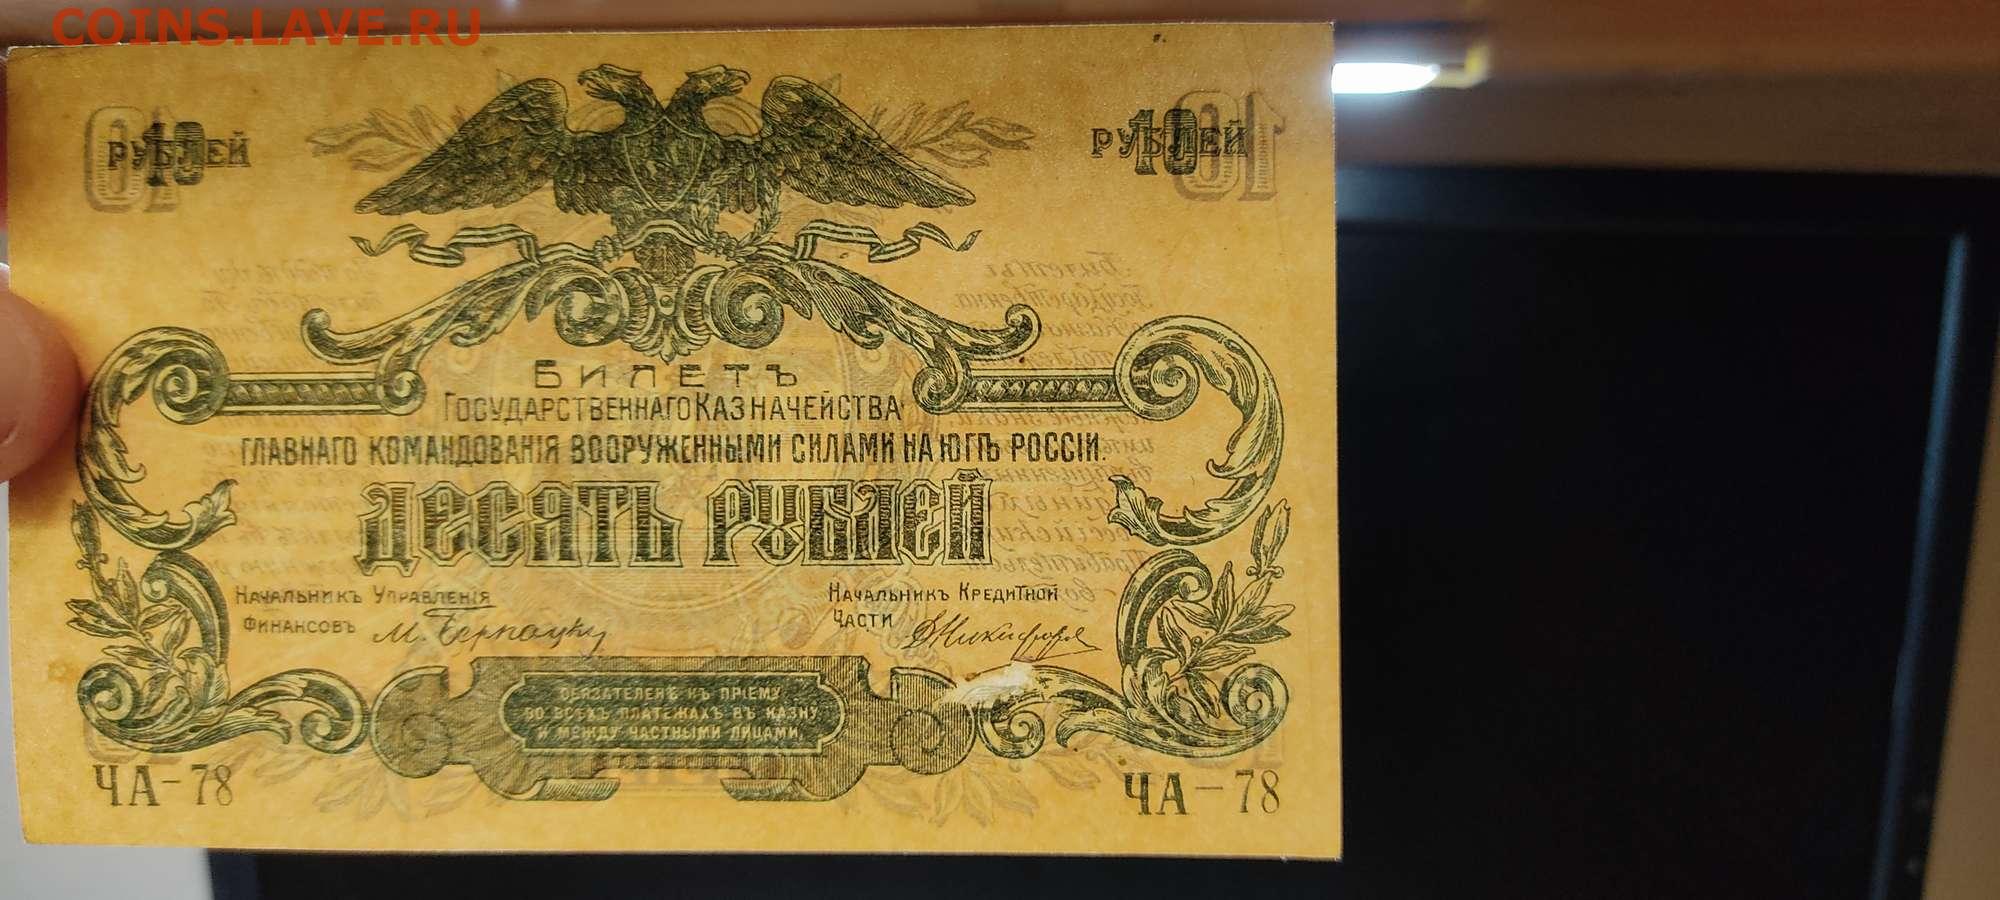 COINS.LAVE.RU
10 РУБЛЕЙ
10 РУБЛЕЙ
БИЛЕТЪ
ГОСУДАРСТВЕННАГО КАЗНАЧЕЙСТВА
ГЛАВНАГО КОМАНДОВАНІЯ ВООРУЖЕННЫМИ СИЛАМИ НА ЮГѢ РОССІИ.
ДЕСЯТЬ РУБЛЕЙ
НАЧАЛЬНИКЪ УПРАВЛЕНІЯ
ФИНАНСОВЪ
НАЧАЛЬНИК КРЕДИТНОЙ
ЧАСТИ
ОБЯЗАТЕЛЕНЪ КЪ ПРІЕМУ
ВО ВСѢХЪ ПЛАТЕЖАХЪ ВЪ КАЗНУ
И МЕЖДУ ЧАСТНЫМИ ЛИЦАМИ.
ЧА-78
ЧА-78